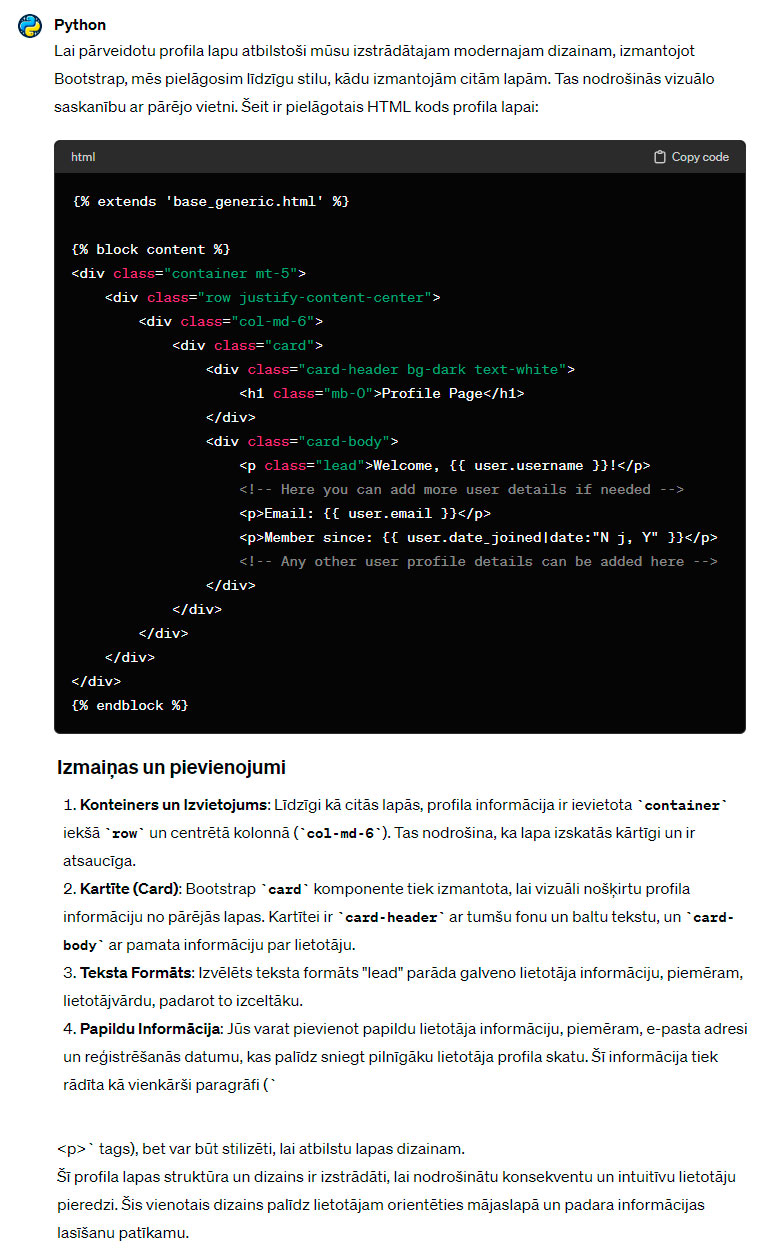 Python
Lai pārveidotu profila lapu atbilstoši mūsu izstrādātajam modernajam dizainam, izmantojot
Bootstrap, mēs pielāgosim līdzīgu stilu, kādu izmantojām citām lapām. Tas nodrošinās vizuālo
saskanību ar pārējo vietni. Šeit ir pielāgotais HTML kods profila lapai:
html
Copy code
{% extends 'base_generic.html' %}
{% block content %}
<div class="container mt-5">
    <div class="row justify-content-center">
        <div class="col-md-6">
            <div class="card">
                <div class="card-header bg-dark text-white">
                    <h1 class="mb-0">Profile Page</h1>
                </div>
                <div class="card-body">
                    <p class="lead">Welcome, {{ user.username }}!</p>
                    <!-- Here you can add more user details if needed -->
                    <p>Email: {{ user.email }}</p>
                    <p>Member since: {{ user.date_joined|date:"N j, Y" }}</p>
                    <!-- Any other user profile details can be added here -->
                </div>
            </div>
        </div>
    </div>
</div>
{% endblock %}
Izmaiņas un pievienojumi
1. Konteiners un Izvietojums: Līdzīgi kā citās lapās, profila informācija ir ievietota `container`
iekšā `row` un centrētā kolonnā (`col-md-6`). Tas nodrošina, ka lapa izskatās kārtīgi un ir
atsaucīga.
2. Kartīte (Card): Bootstrap `card` komponente tiek izmantota, lai vizuāli nošķirtu profila
informāciju no pārējās lapas. Kartītei ir `card-header` ar tumšu fonu un baltu tekstu, un `card-
body` ar pamata informāciju par lietotāju.
3. Teksta Formāts: Izvēlēts teksta formāts "lead" parāda galveno lietotāja informāciju, piemēram,
lietotājvārdu, padarot to izceltāku.
4. Papildu Informācija: Jūs varat pievienot papildu lietotāja informāciju, piemēram, e-pasta adresi
un reģistrēšanās datumu, kas palīdz sniegt pilnīgāku lietotāja profila skatu. Šī informācija tiek
rādīta kā vienkārši paragrāfi (`
<p>` tags), bet var būt stilizēti, lai atbilstu lapas dizainam.
Šī profila lapas struktūra un dizains ir izstrādāti, lai nodrošinātu konsekventu un intuitīvu lietotāju
pieredzi. Šis vienotais dizains palīdz lietotājam orientēties mājaslapā un padara informācijas
lasīšanu patīkamu.